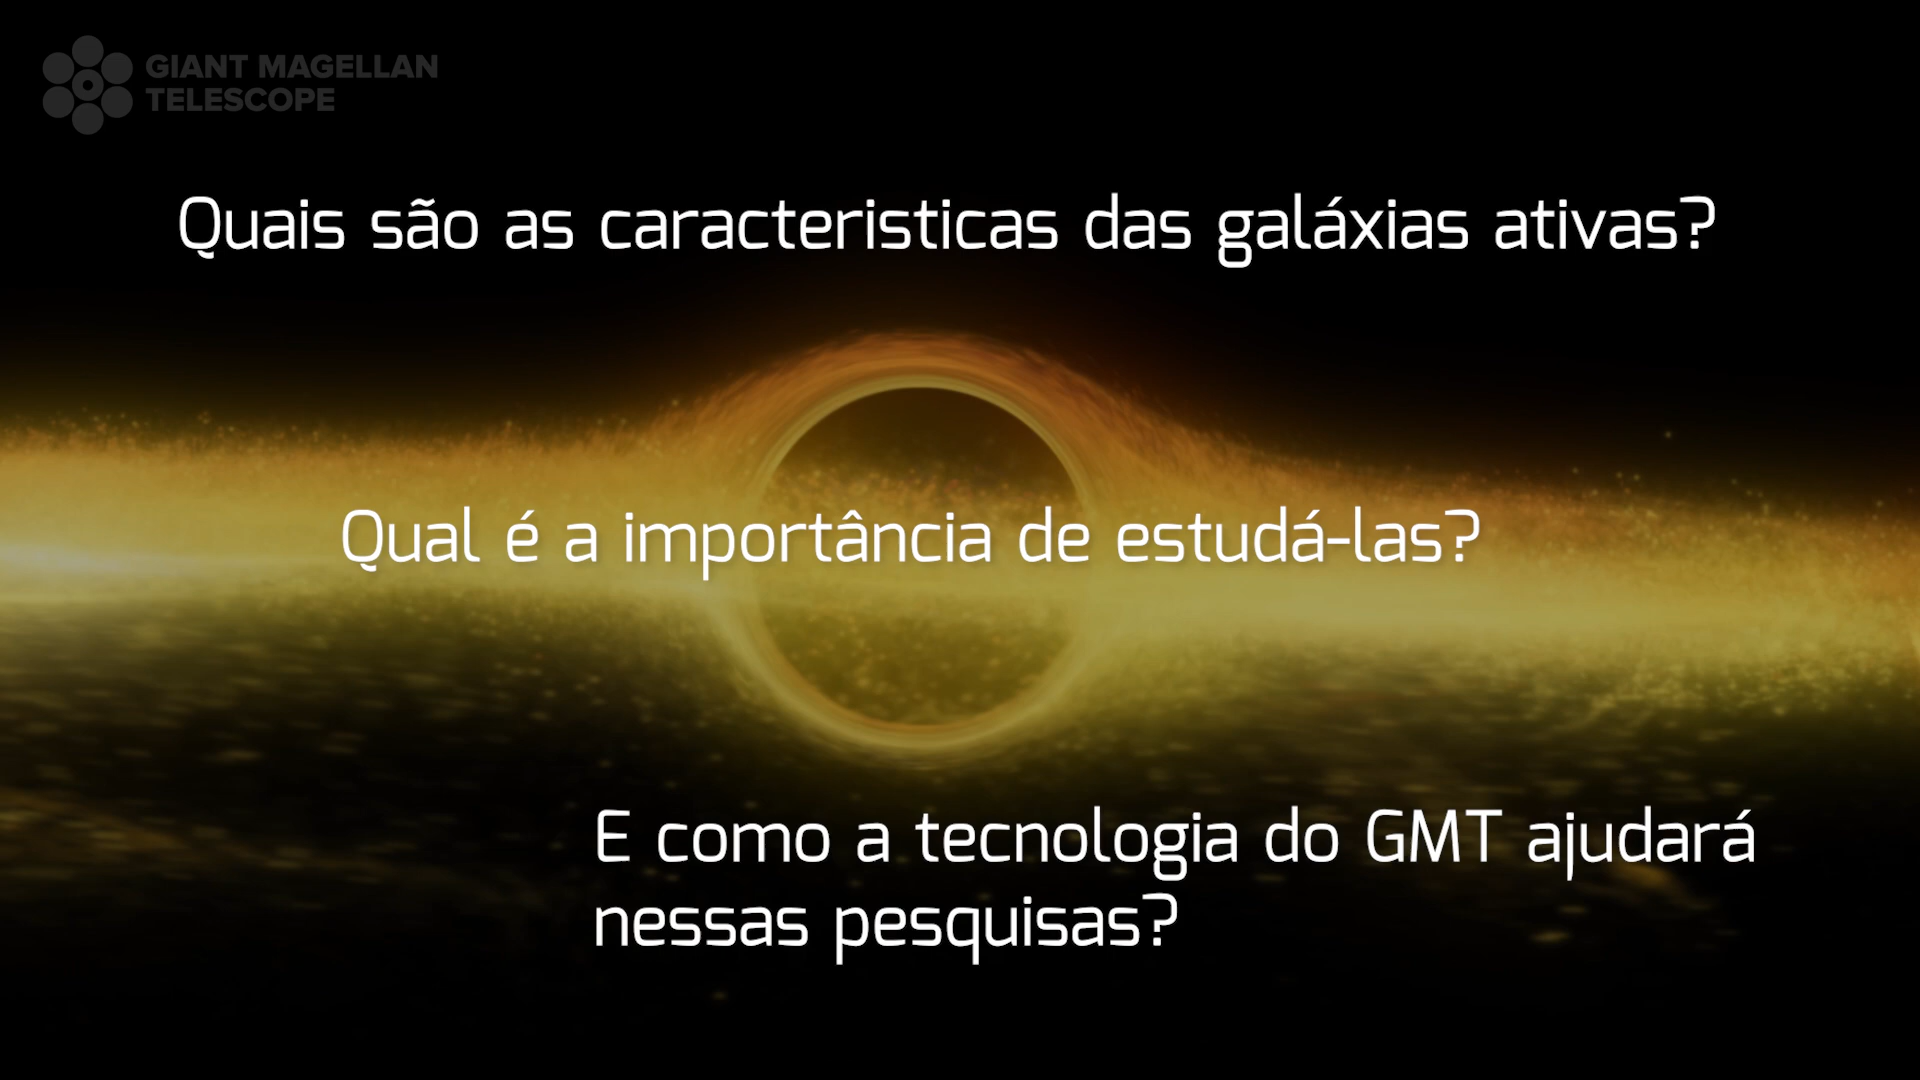 GIANT MAGELLAN
TELESCOPE
Quais são as caracteristicas das galáxias ativas?
Qual é a importância de estudá-las?
E como a tecnologia do GMT ajudará
nessas pesquisas?